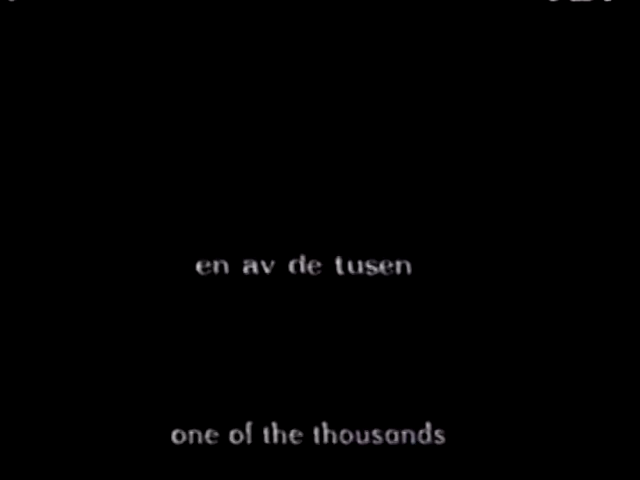 en av de tusen
one of the thousands